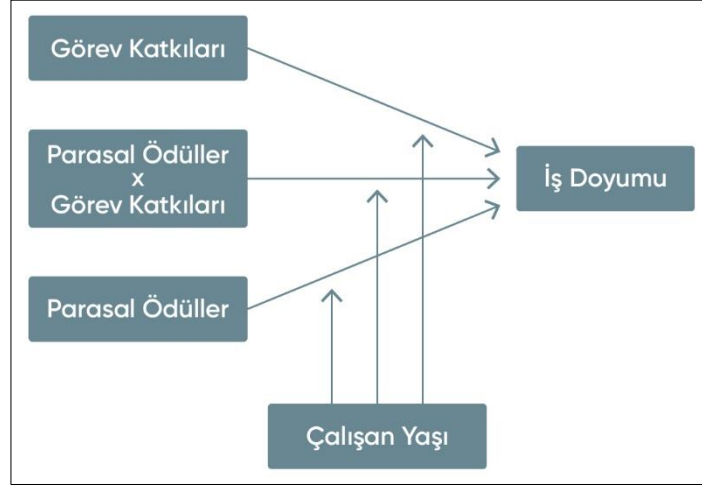 Görev Katkıları
Parasal Ödüller
x
Görev Katkıları
İş Doyumu
Parasal Ödüller
Çalışan Yaşı